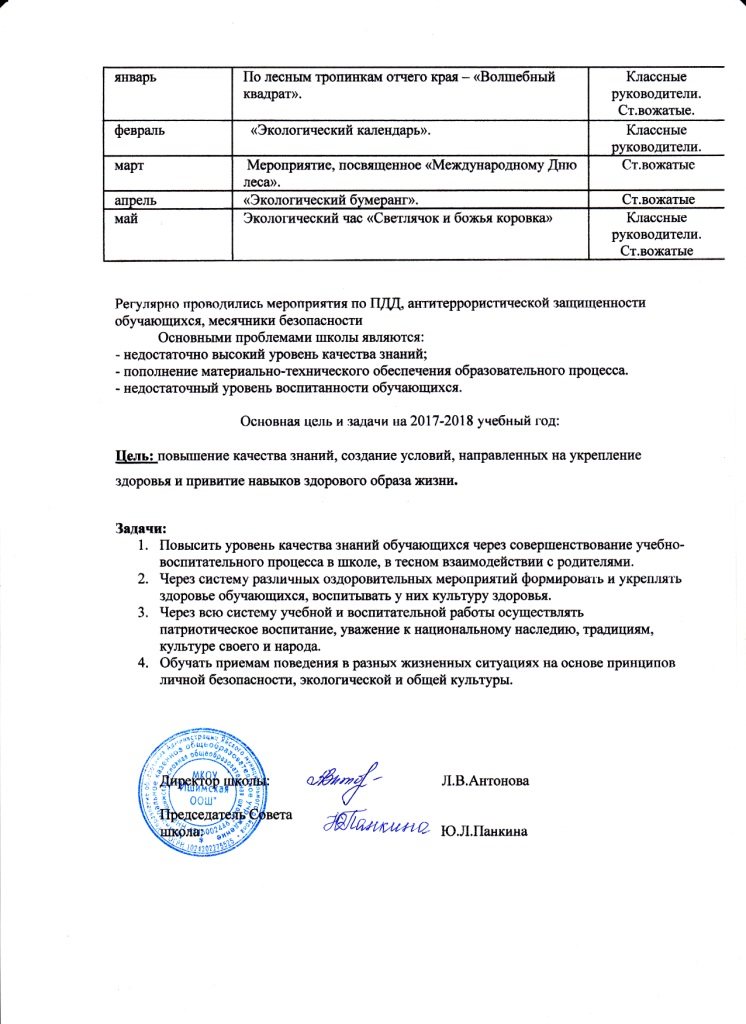 январь По лесным тропинкам отчего края – «Волшебный Классные
квадрат». руководители.
Ст.вожатые.
февраль «Экологический календарь». Классные
руководители.
март Мероприятие, посвященное «Международному Дню Ст.вожатые
леса».
апрель «Экологический бумеранг». Ст.вожатые
май Экологический час «Светлячок и божья коровка» Классные
руководители.
Ст.вожатые
Регулярно проводились мероприятия по ПДД, антитеррористической защищенности
обучающихся, месячники безопасности
Основными проблемами школы являются:
- недостаточно высокий уровень качества знаний;
- пополнение материально-технического обеспечения образовательного процесса.
- недостаточный уровень воспитанности обучающихся.
Основная цель и задачи на 2017-2018 учебный год:
Цель: повышение качества знаний, создание условий, направленных на укрепление
здоровья и привитие навыков здорового образа жизни.
Задачи:
1. Повысить уровень качества знаний обучающихся через совершенствование учебно-
воспитательного процесса в школе, в тесном взаимодействии с родителями.
2. Через систему различных оздоровительных мероприятий формировать и укреплять
здоровье обучающихся, воспитывать у них культуру здоровья.
3. Через всю систему учебной и воспитательной работы осуществлять
патриотическое воспитание, уважение к национальному наследию, традициям,
культуре своего и народа.
4. Обучать приемам поведения в разных жизненных ситуациях на основе принципов
личной безопасности, экологической и общей культуры.
МКОУ
"Ишимская
ООШ"
Директор школы: Л.В.Антонова
Председатель Совета
школа: Ю.Панкина Ю.Л.Панкина